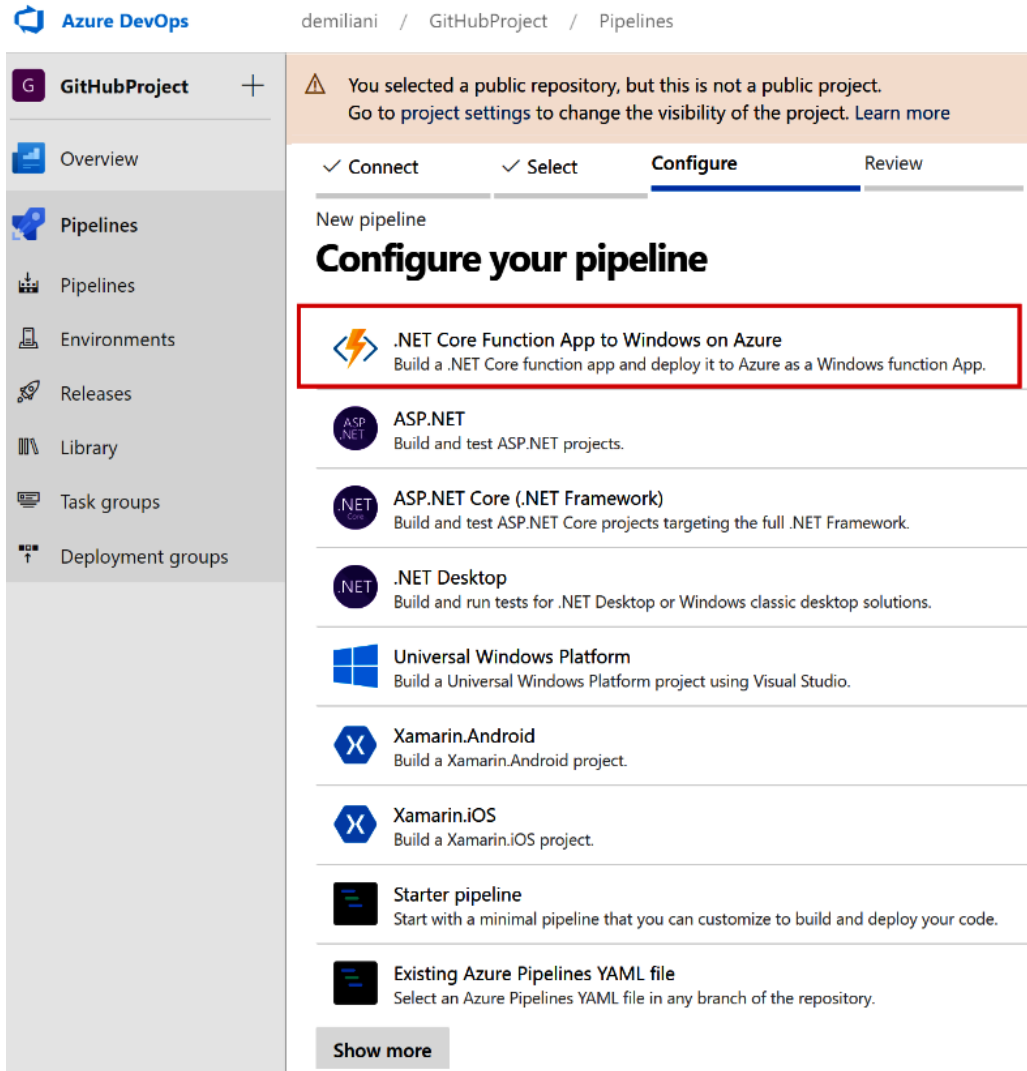 Azure DevOps
demiliani / GitHubProject / Pipelines
G GitHubProject
Overview
Pipelines
Pipelines
Environments
Releases
Library
Task groups
Deployment groups
You selected a public repository, but this is not a public project.
Go to project settings to change the visibility of the project. Learn more
Connect Select Configure Review
New pipeline
Configure your pipeline
.NET Core Function App to Windows on Azure
Build a .NET Core function app and deploy it to Azure as a Windows function App.
ASP
.NET
ASP.NET
Build and test ASP.NET projects.
.NET
Core
ASP.NET Core (.NET Framework)
Build and test ASP.NET Core projects targeting the full .NET Framework.
.NET
.NET Desktop
Build and run tests for .NET Desktop or Windows classic desktop solutions.
Universal Windows Platform
Build a Universal Windows Platform project using Visual Studio.
Xamarin.Android
Build a Xamarin.Android project.
Xamarin.iOS
Build a Xamarin.iOS project.
Starter pipeline
Start with a minimal pipeline that you can customize to build and deploy your code.
Existing Azure Pipelines YAML file
Select an Azure Pipelines YAML file in any branch of the repository.
Show more